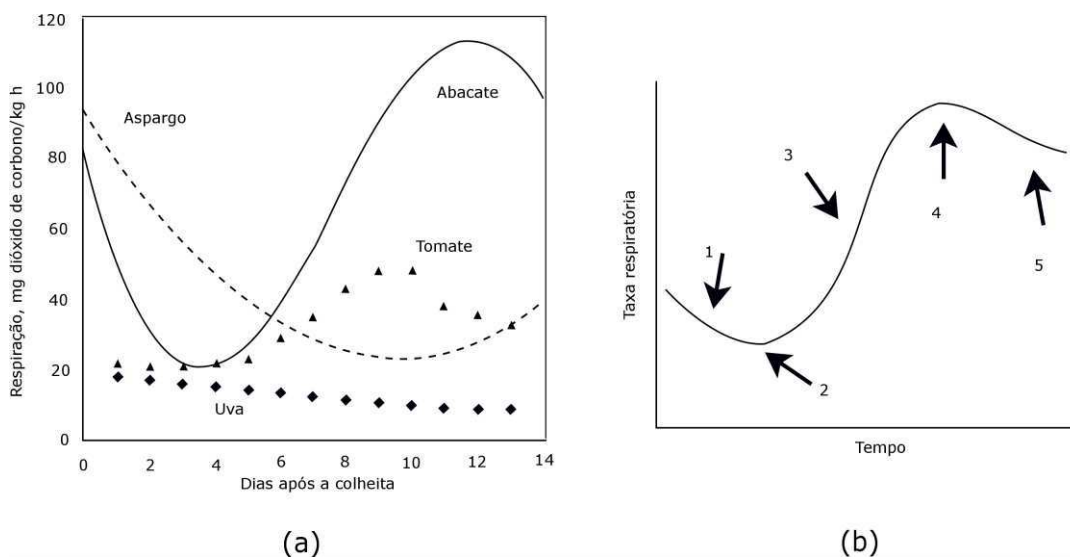 120
100
80
60
40
20
0
Respiração, mg dióxido de corbono/kg h
Aspargo
Abacate
Tomate
Uva
0 2 4 6 8 10 12 14
Dias após a colheita
(a)
Taxa respiratória
1
2
3
4
5
Tempo
(b)